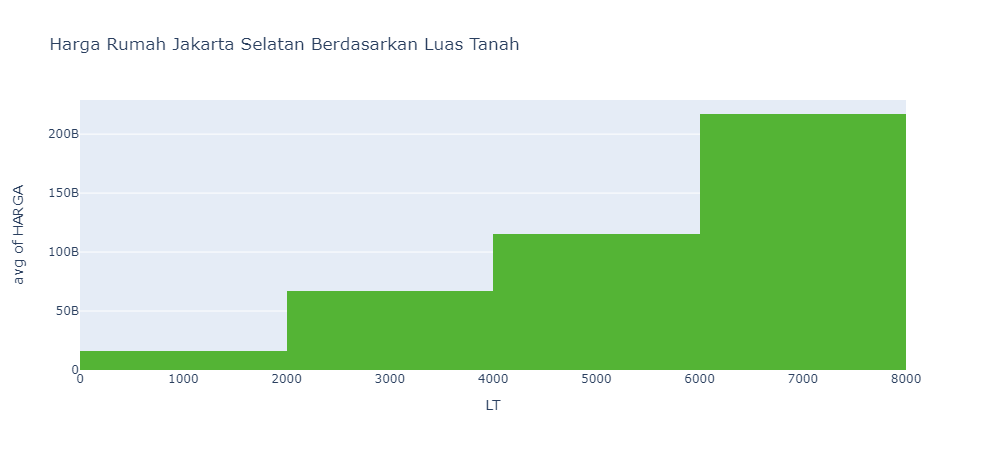 Harga Rumah Jakarta Selatan Berdasarkan Luas Tanah
avg of HARGA
200B
150B
100B
50B
0
0 1000 2000 3000 4000 5000 6000 7000 8000
LT